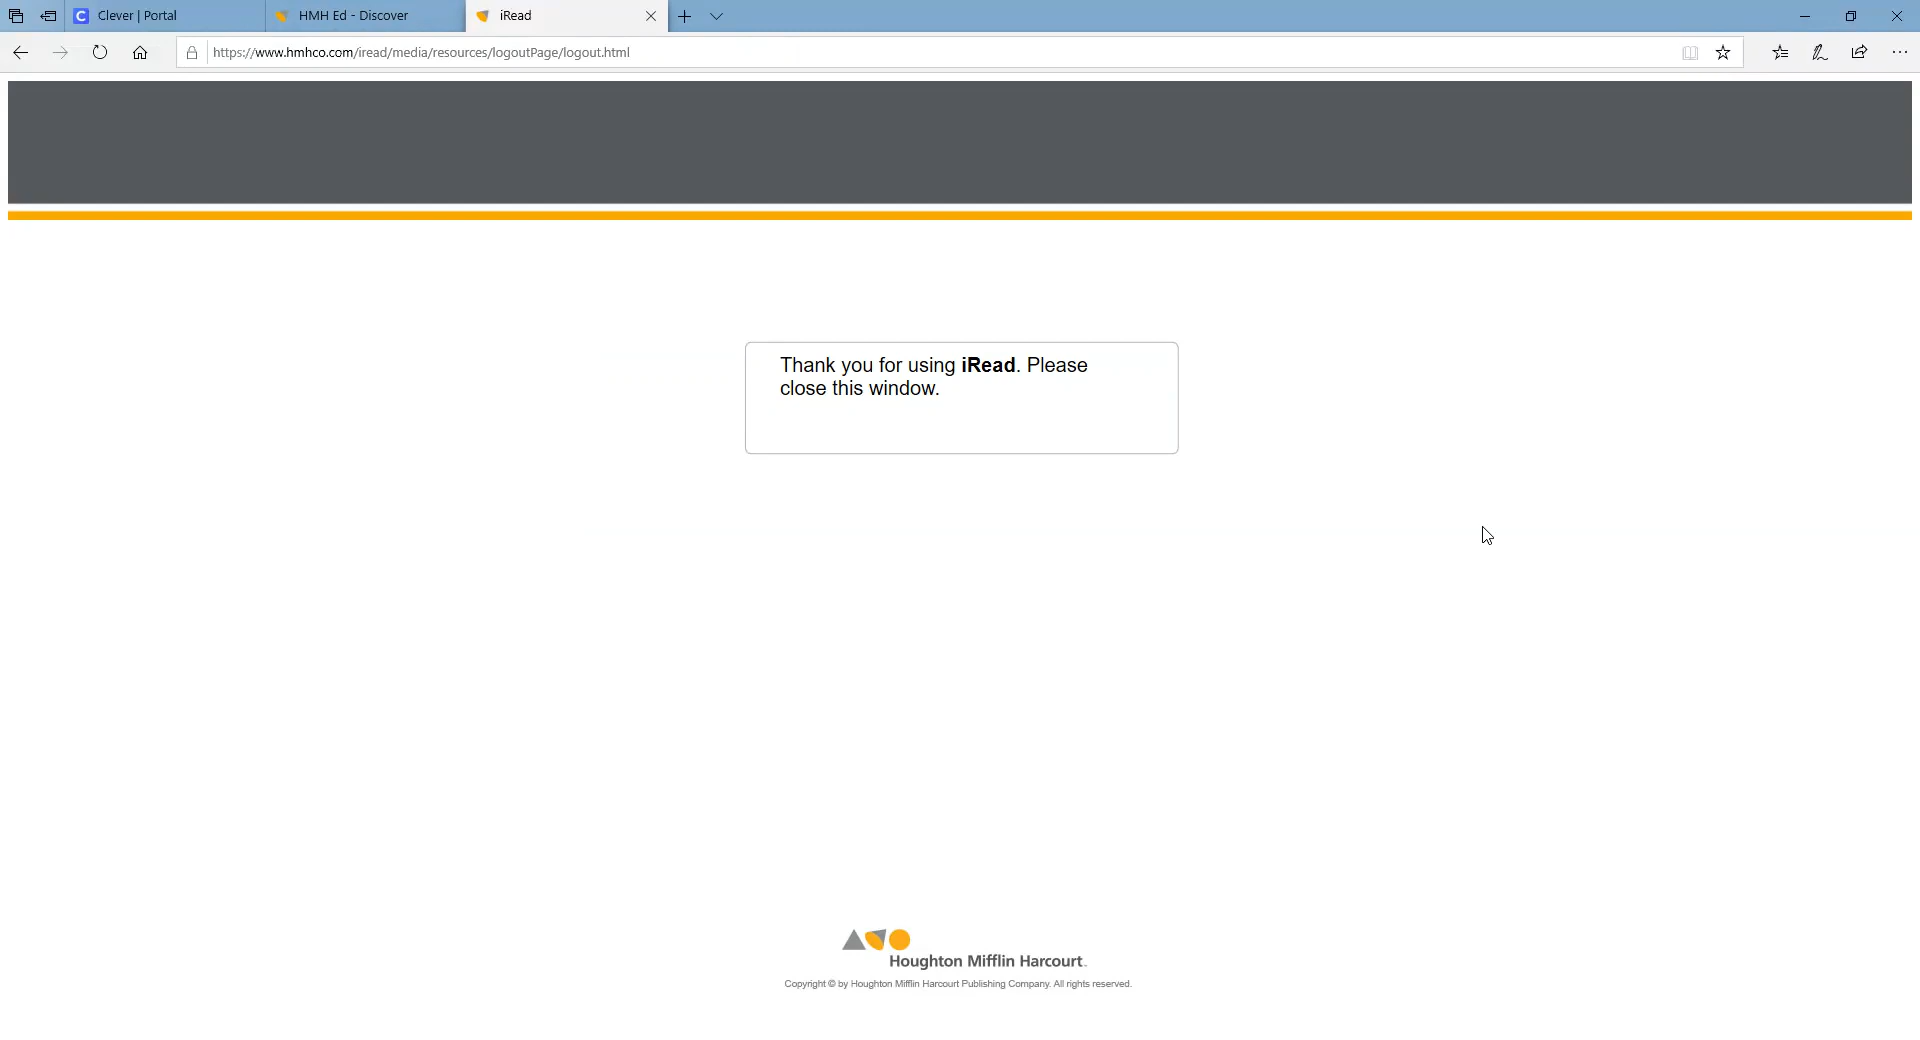 Clever | Portal
HMH Ed - Discover
iRead
https://www.hmhco.com/iread/media/resources/logoutPage/logout.html
Thank you for using iRead. Please
close this window.
Houghton Mifflin Harcourt.
Copyright © by Houghton Mifflin Harcourt Publishing Company. All rights reserved.